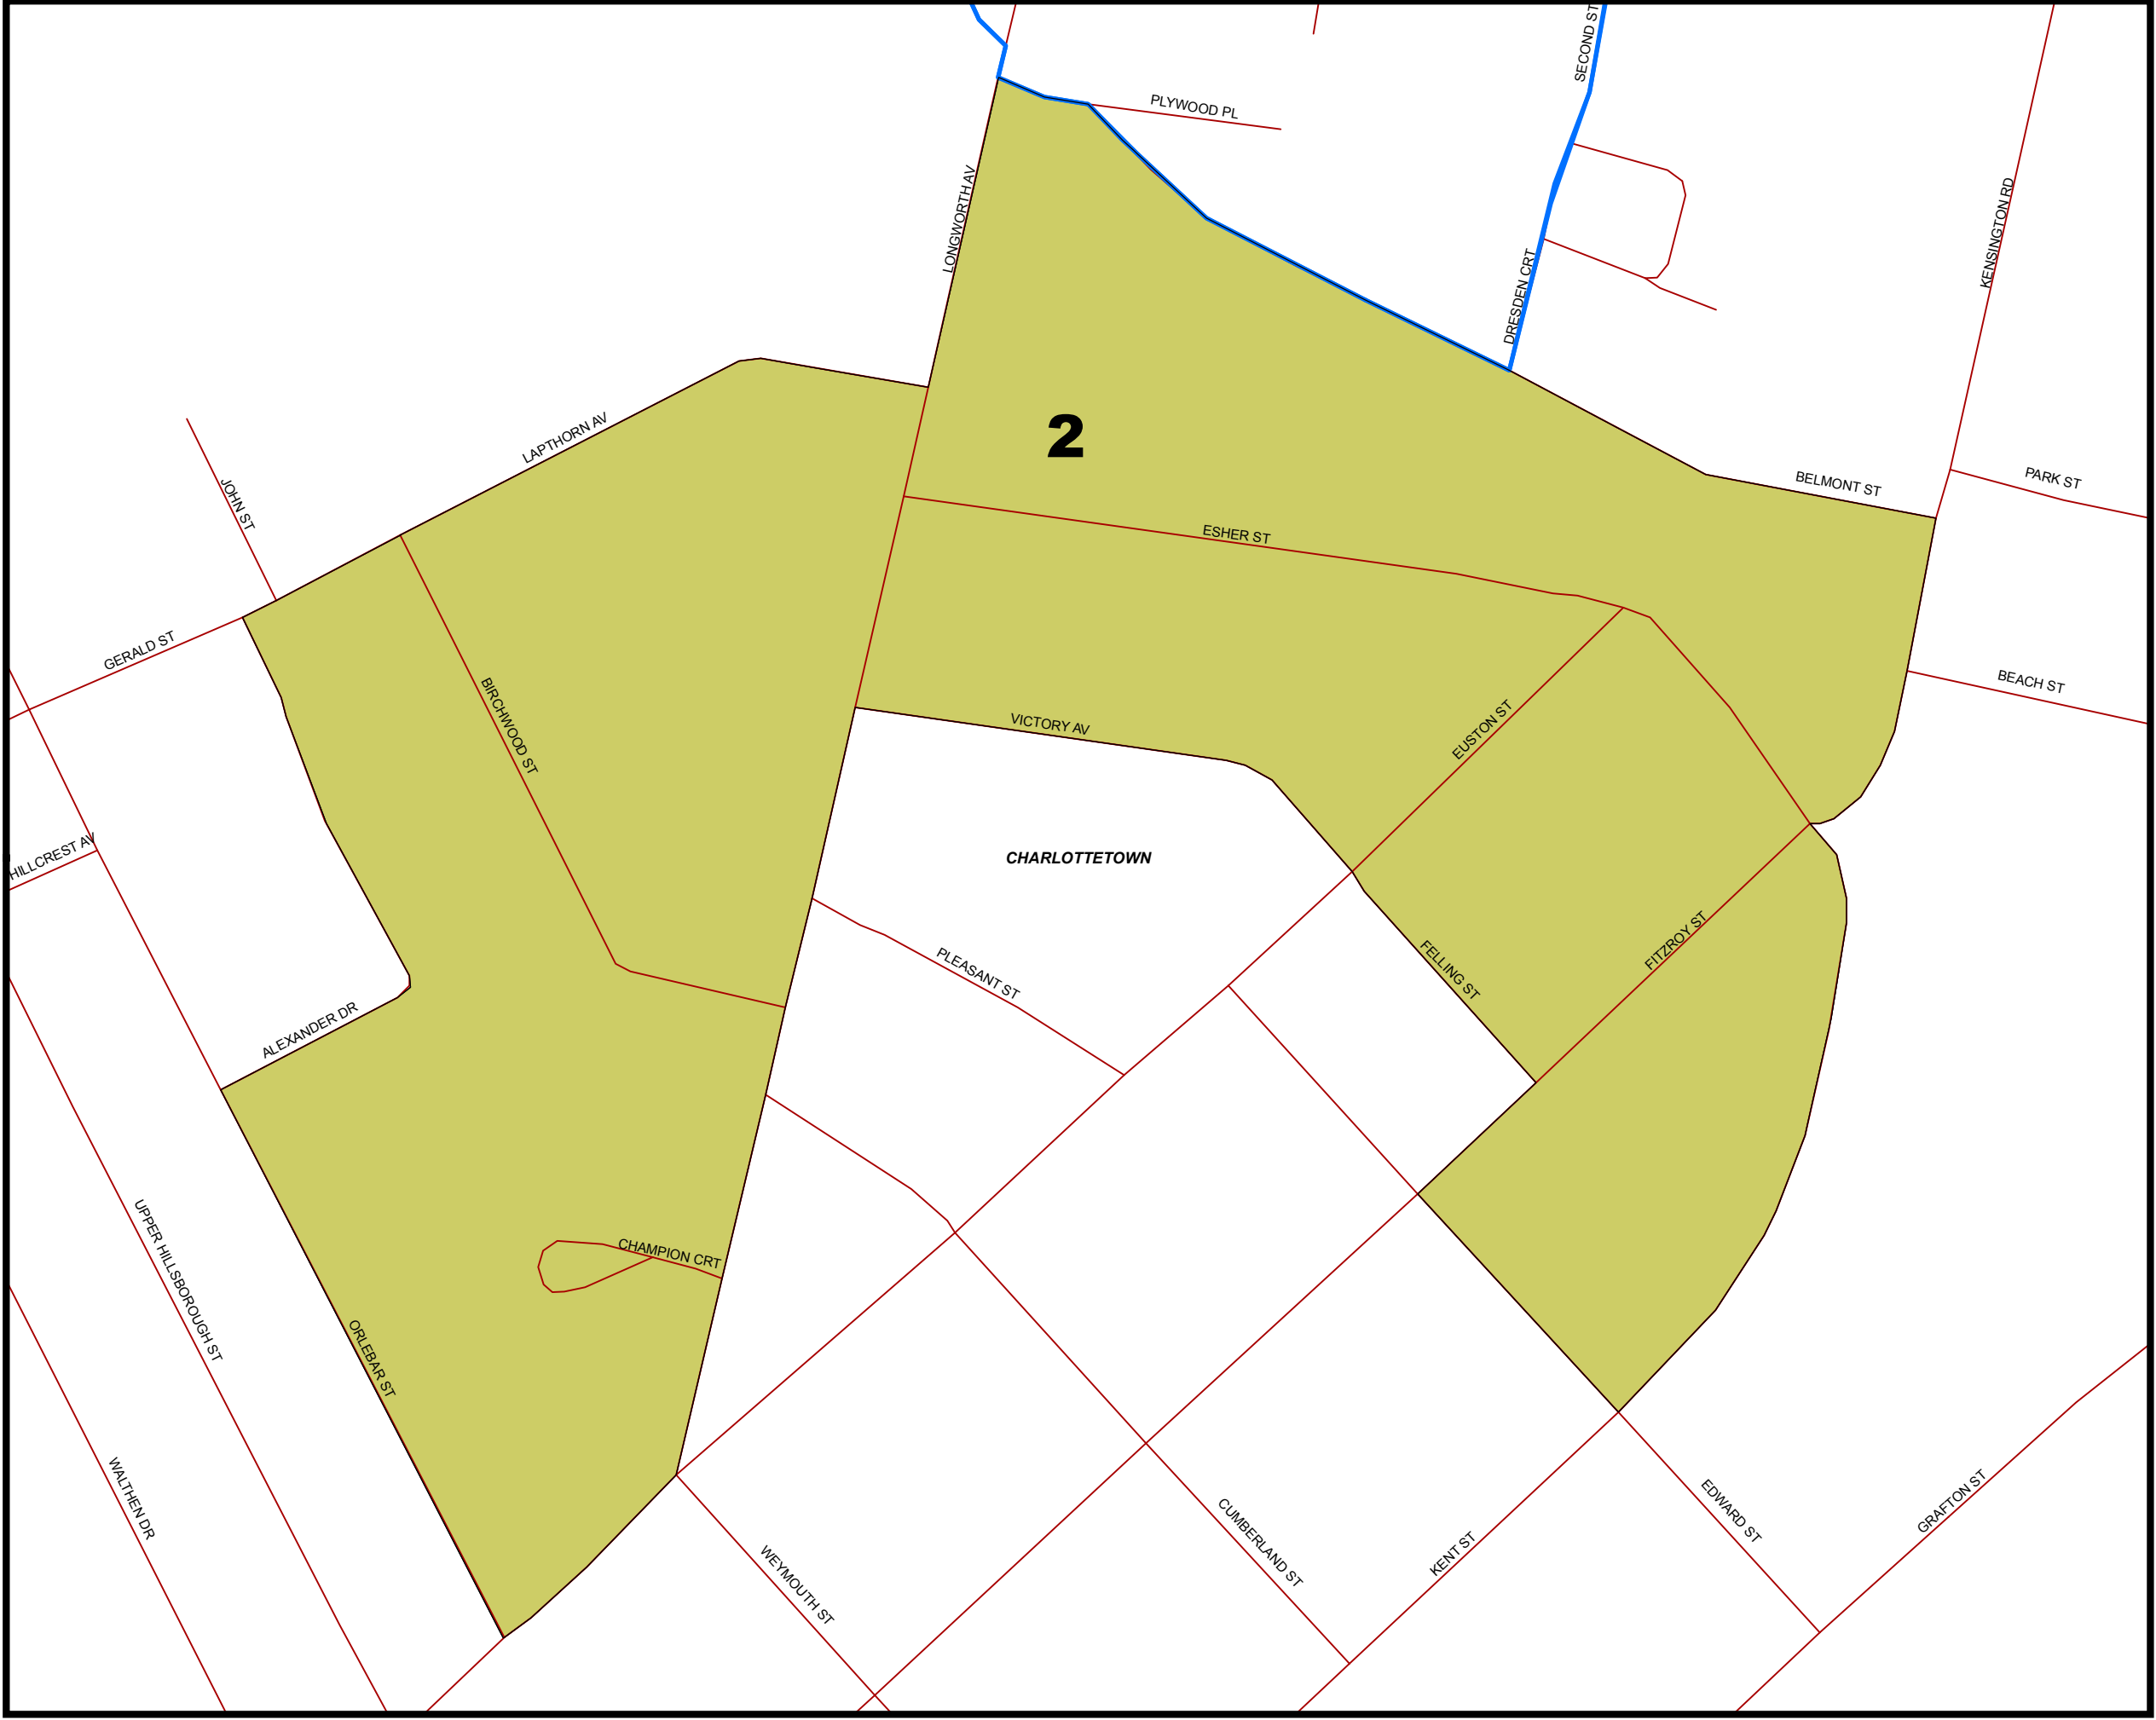 SECOND ST
PLYWOOD PL
LONGWORTH AV
KENSINGTON RD
DRESDEN CRT
2
LAPTHORN AV
PARK ST
BELMONT ST
JOHN ST
ESHER ST
GERALD ST
BEACH ST
BIRCHWOOD ST
VICTORY AV
EUSTON ST
HILLCREST AV
CHARLOTTETOWN
PLEASANT ST
FELLING ST
FITZROY ST
ALEXANDER DR
CHAMPION CRT
UPPER HILLSBOROUGH ST
ORLEBAR ST
WALTHEN DR
WEYMOUTH ST
CUMBERLAND ST
KENT ST
EDWARD ST
GRAFTON ST